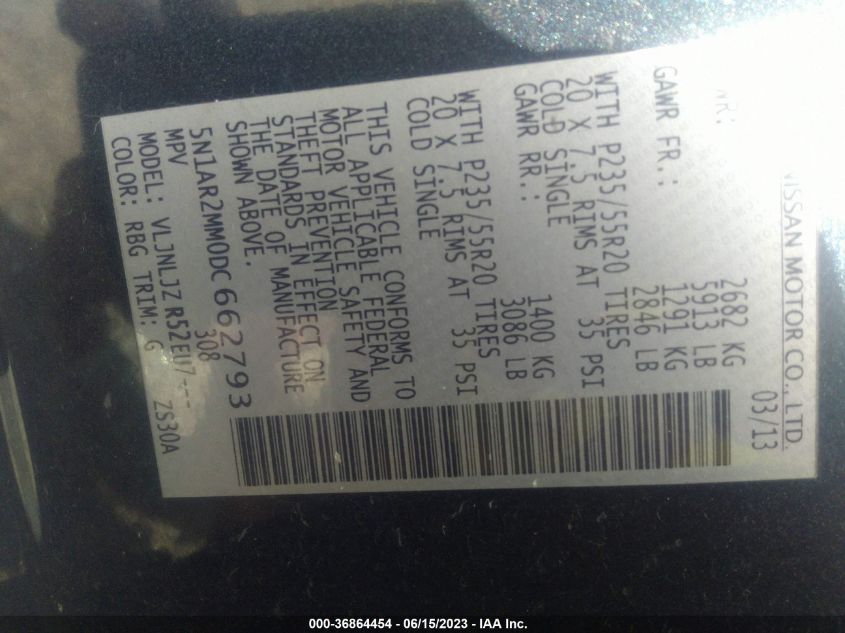 NISSAN MOTOR CO., LTD.
03/13
WR: 2682 KG
5913 LB
GAWR FR.: 1291 KG
2846 LB
WITH P235/55R20 TIRES
20 X 7.5 RIMS AT 35 PSI
COLD SINGLE
GAWR RR.: 1400 KG
3086 LB
WITH P235/55R20 TIRES
20 X 7.5 RIMS AT 35 PSI
COLD SINGLE
THIS VEHICLE CONFORMS TO
ALL APPLICABLE FEDERAL
MOTOR VEHICLE SAFETY AND
THEFT PREVENTION
STANDARDS IN EFFECT ON
THE DATE OF MANUFACTURE
SHOWN ABOVE.
5N1AR2MM0DC662793
MPV 308
MODEL: VLJNLJZ R52EU7---
COLOR: RBG TRIM: G ZS30A
000-36864454 - 06/15/2023 - IAA Inc.